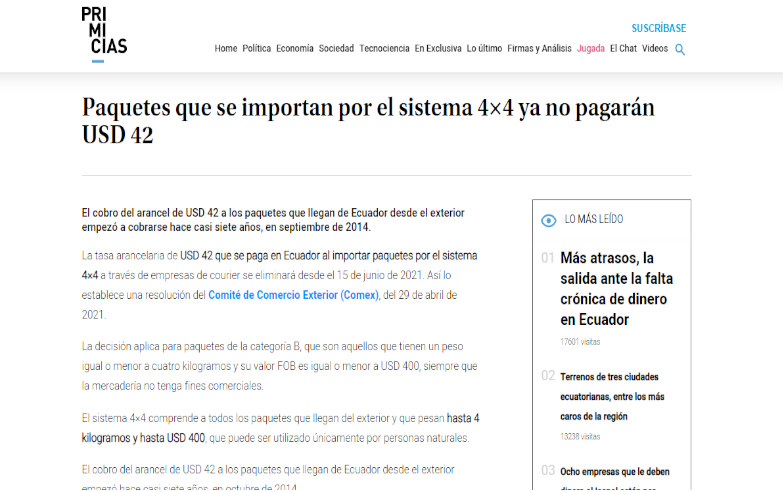 PRI
MI
CIAS
SUSCRÍBASE
Home Política Economía Sociedad Tecnociencia En Exclusiva Lo último Firmas y Análisis Jugada El Chat Videos
Paquetes que se importan por el sistema 4×4 ya no pagarán
USD 42
El cobro del arancel de USD 42 a los paquetes que llegan de Ecuador desde el exterior
empezó a cobrarse hace casi siete años, en septiembre de 2014.
La tasa arancelaria de USD 42 que se paga en Ecuador al importar paquetes por el sistema
4×4 a través de empresas de courier se eliminará desde el 15 de junio de 2021. Así lo
establece una resolución del Comité de Comercio Exterior (Comex), del 29 de abril de
2021.
La decisión aplica para paquetes de la categoría B, que son aquellos que tienen un peso
igual o menor a cuatro kilogramos y su valor FOB es igual o menor a USD 400, siempre que
la mercadería no tenga fines comerciales.
El sistema 4×4 comprende a todos los paquetes que llegan del exterior y que pesan hasta 4
kilogramos y hasta USD 400, que puede ser utilizado únicamente por personas naturales.
El cobro del arancel de USD 42 a los paquetes que llegan de Ecuador desde el exterior
empezó hace casi siete años, en octubre de 2014.
LO MÁS LEÍDO
01 Más atrasos, la
salida ante la falta
crónica de dinero
en Ecuador
17601 visitas
02 Terrenos de tres ciudades
ecuatorianas, entre los más
caros de la región
13238 visitas
03 Ocho empresas que le deben